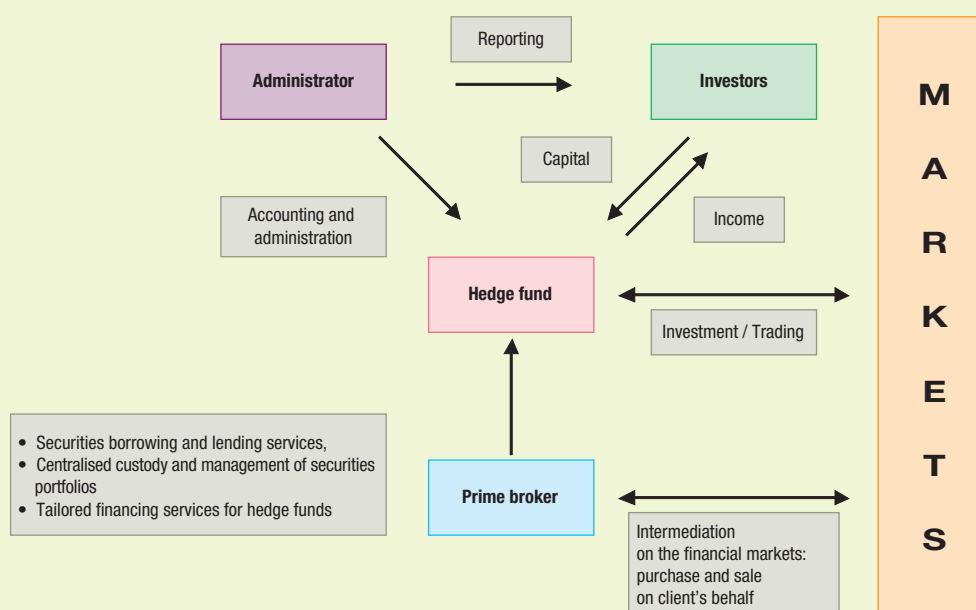 Reporting
Administrator
Investors
Capital
Accounting and
administration
Income
Hedge fund
Investment / Trading
• Securities borrowing and lending services,
• Centralised custody and management of securities
portfolios
• Tailored financing services for hedge funds
Prime broker
Intermediation
on the financial markets:
purchase and sale
on client's behalf
M
A
R
K
E
T
S